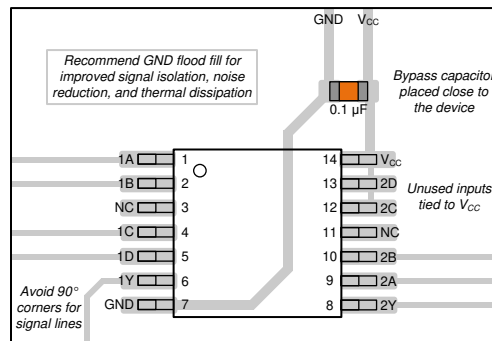 GND VCC
Recommend GND flood fill for
improved signal isolation, noise
reduction, and thermal dissipation
Bypass capacitor
placed close to
the device
0.1 µF
1A 1 14 VCC
1B 2 13 2D
NC 3 12 2C
1C 4 11 NC
1D 5 10 2B
1Y 6 9 2A
GND 7 8 2Y
Unused inputs
tied to VCC
Avoid 90°
corners for
signal lines